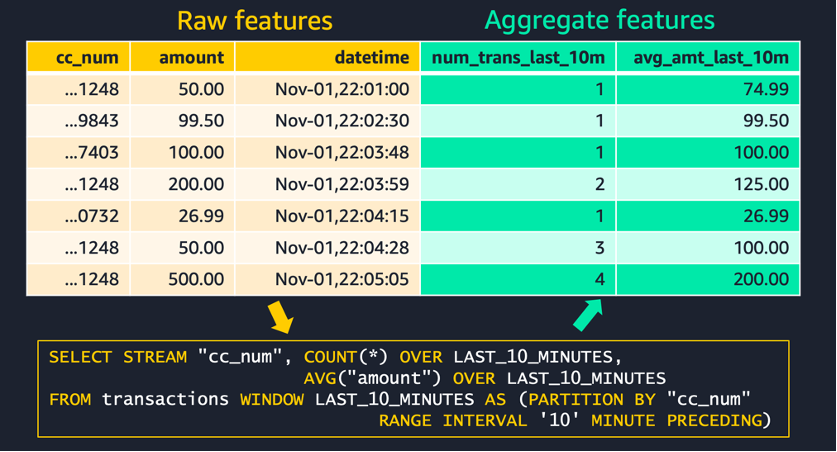 Raw features Aggregate features
cc_num amount datetime num_trans_last_10m avg_amt_last_10m
...1248 50.00 Nov-01,22:01:00 1 74.99
...9843 99.50 Nov-01,22:02:30 1 99.50
...7403 100.00 Nov-01,22:03:48 1 100.00
...1248 200.00 Nov-01,22:03:59 2 125.00
...0732 26.99 Nov-01,22:04:15 1 26.99
...1248 50.00 Nov-01,22:04:28 3 100.00
...1248 500.00 Nov-01,22:05:05 4 200.00
SELECT STREAM "cc_num", COUNT(*) OVER LAST_10_MINUTES,
AVG("amount") OVER LAST_10_MINUTES
FROM transactions WINDOW LAST_10_MINUTES AS (PARTITION BY "cc_num"
RANGE INTERVAL '10' MINUTE PRECEDING)